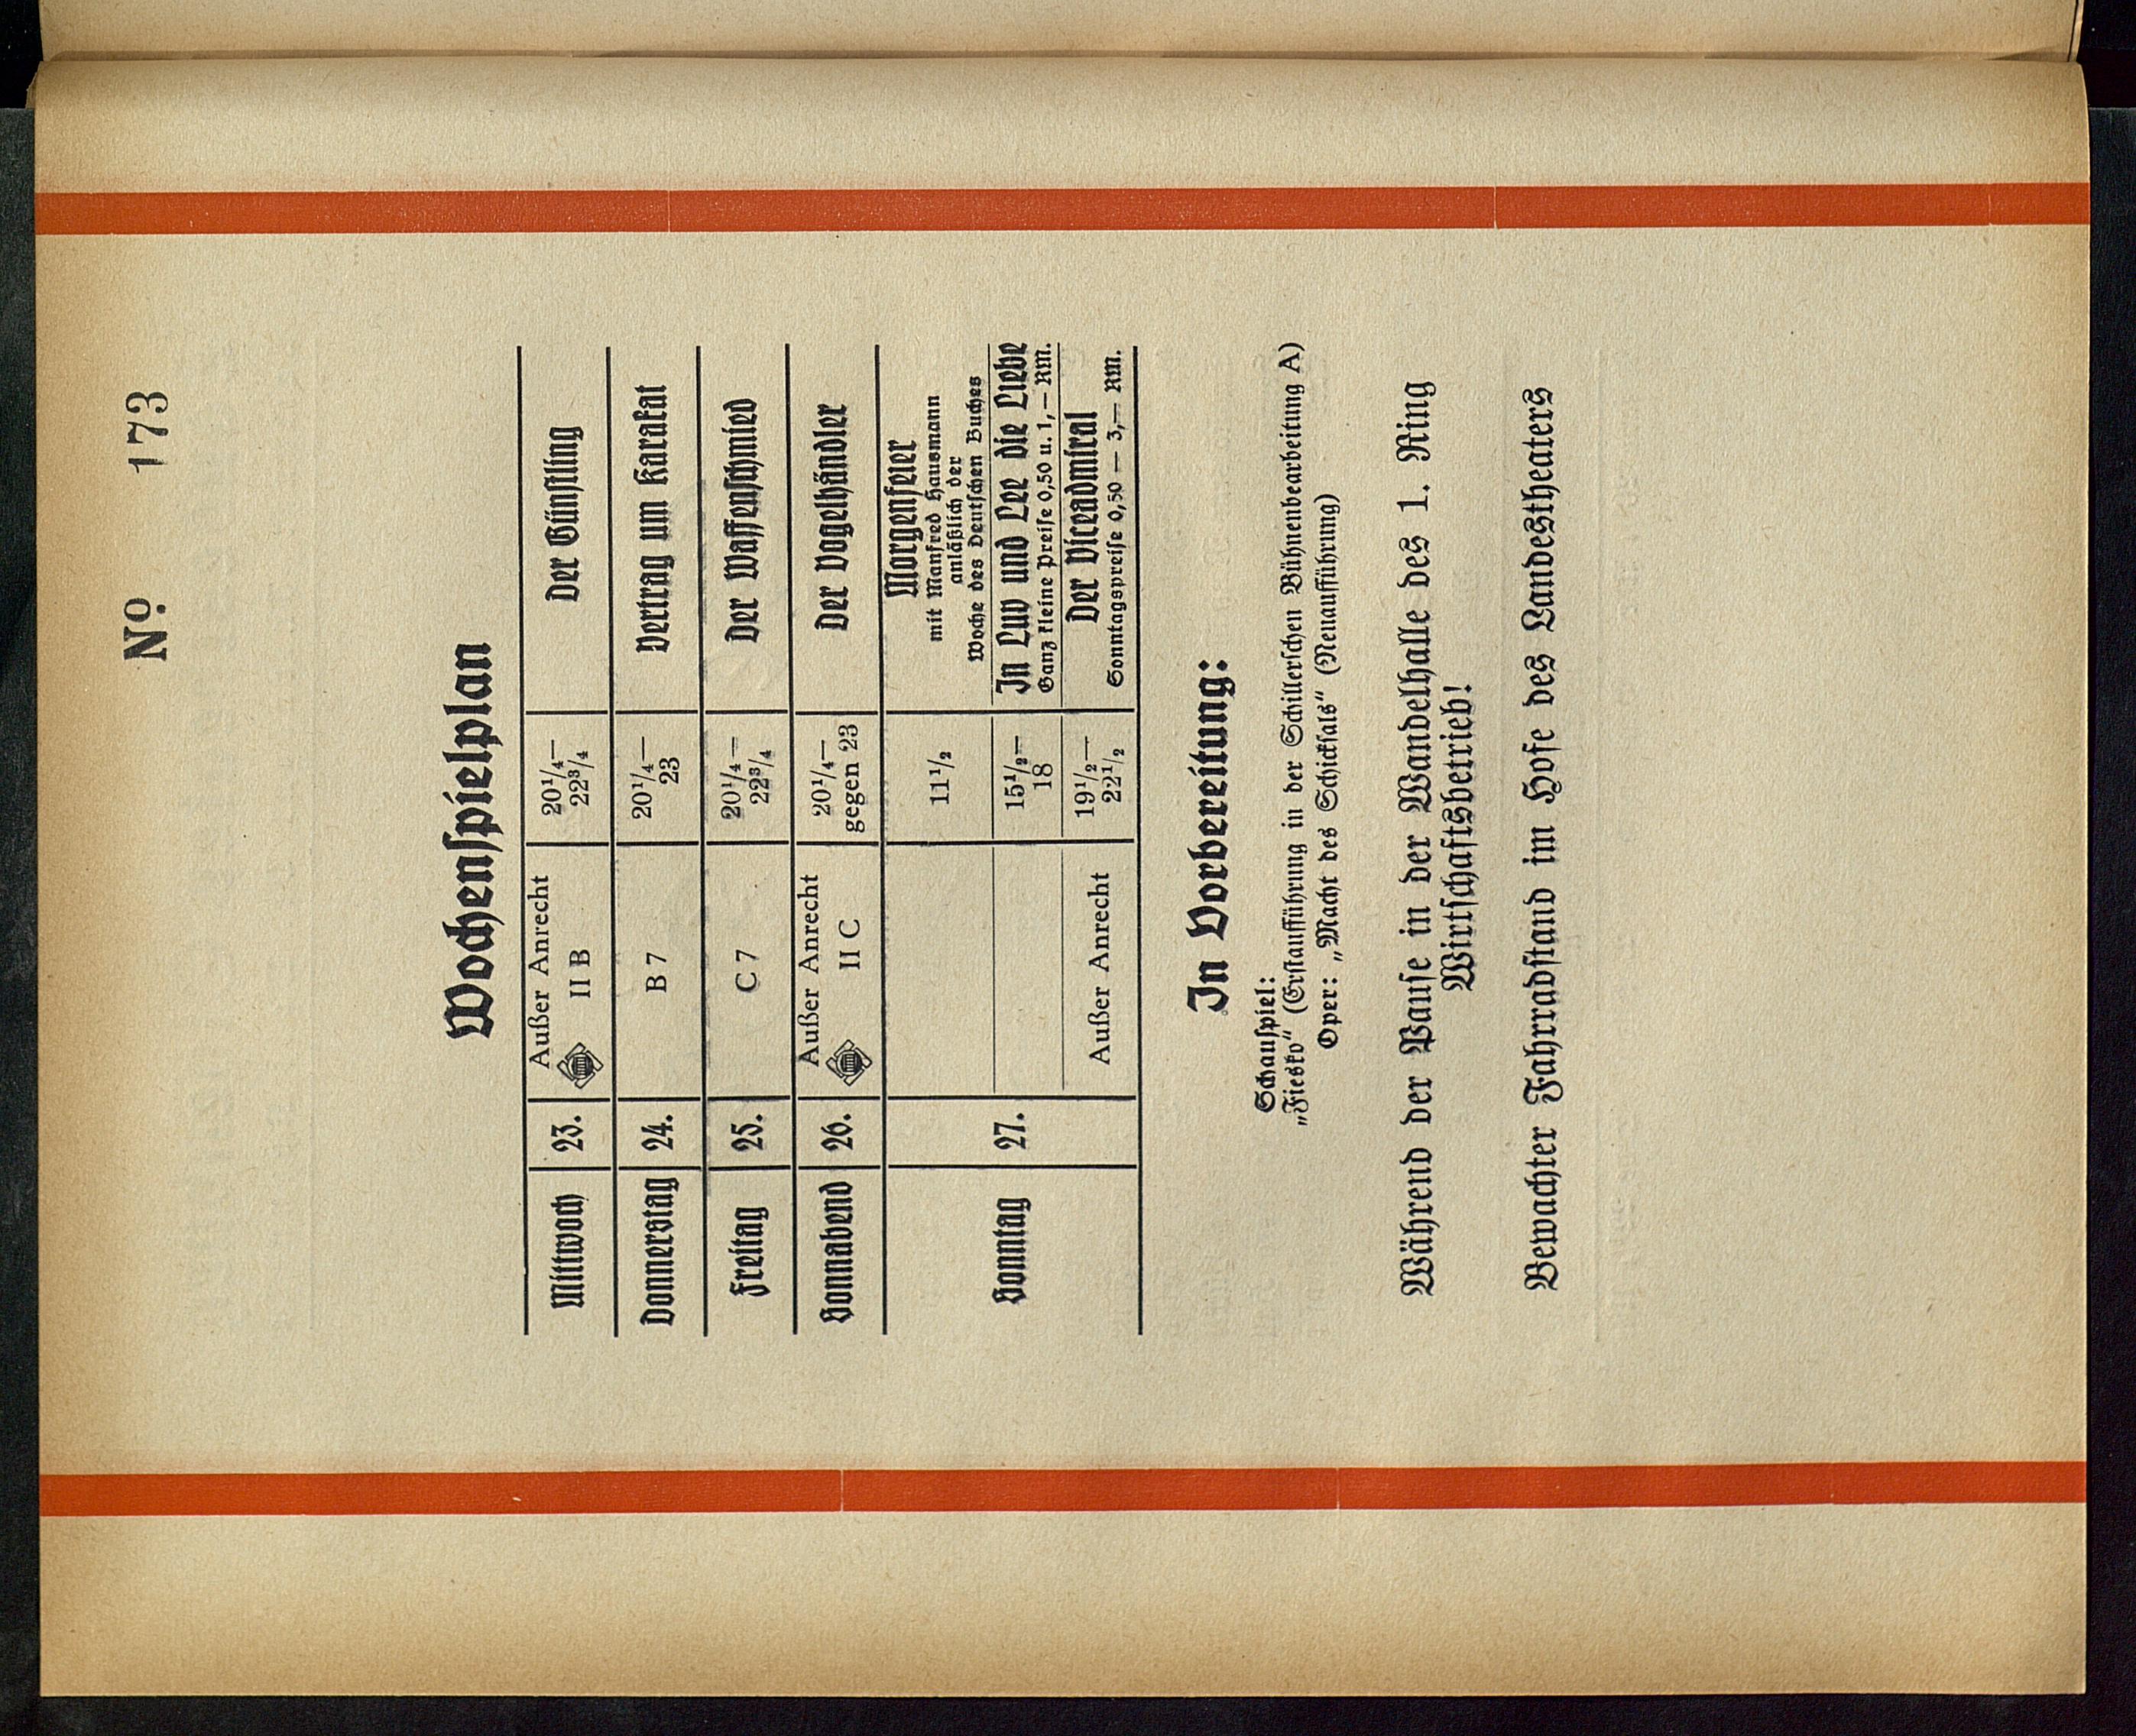 Nº 173
Wochenspielplan
Mittwoch 23. Außer Anrecht 20¼— Der Günstling
II B 22¾
Donnerstag 24. B 7 20¼— Vertrag um Karakat
23
Freitag 25. C 7 20¼— Der Waffenschmied
22¾
Sonnabend 26. Außer Anrecht 20¼— Der Vogelhändler
II C gegen 23
Sonntag 27. 11½ Morgenfeier
mit Manfred Hausmann
anläßlich der
Woche des Deutschen Buches
15½— In Luv und Lee die Liebe
18 Ganz kleine Preise 0,50 u. 1,— RM.
Außer Anrecht 19½— Der Viceadmiral
22½ Sonntagspreise 0,50 — 3,— RM.
In Vorbereitung:
Schauspiel:
„Fiesko“ (Erstaufführung in der Schillerschen Bühnenbearbeitung A)
Oper: „Macht des Schicksals“ (Neuaufführung)
Während der Pause in der Wandelhalle des 1. Ring
Wirtschaftsbetrieb!
Bewachter Fahrradstand im Hofe des Landestheaters